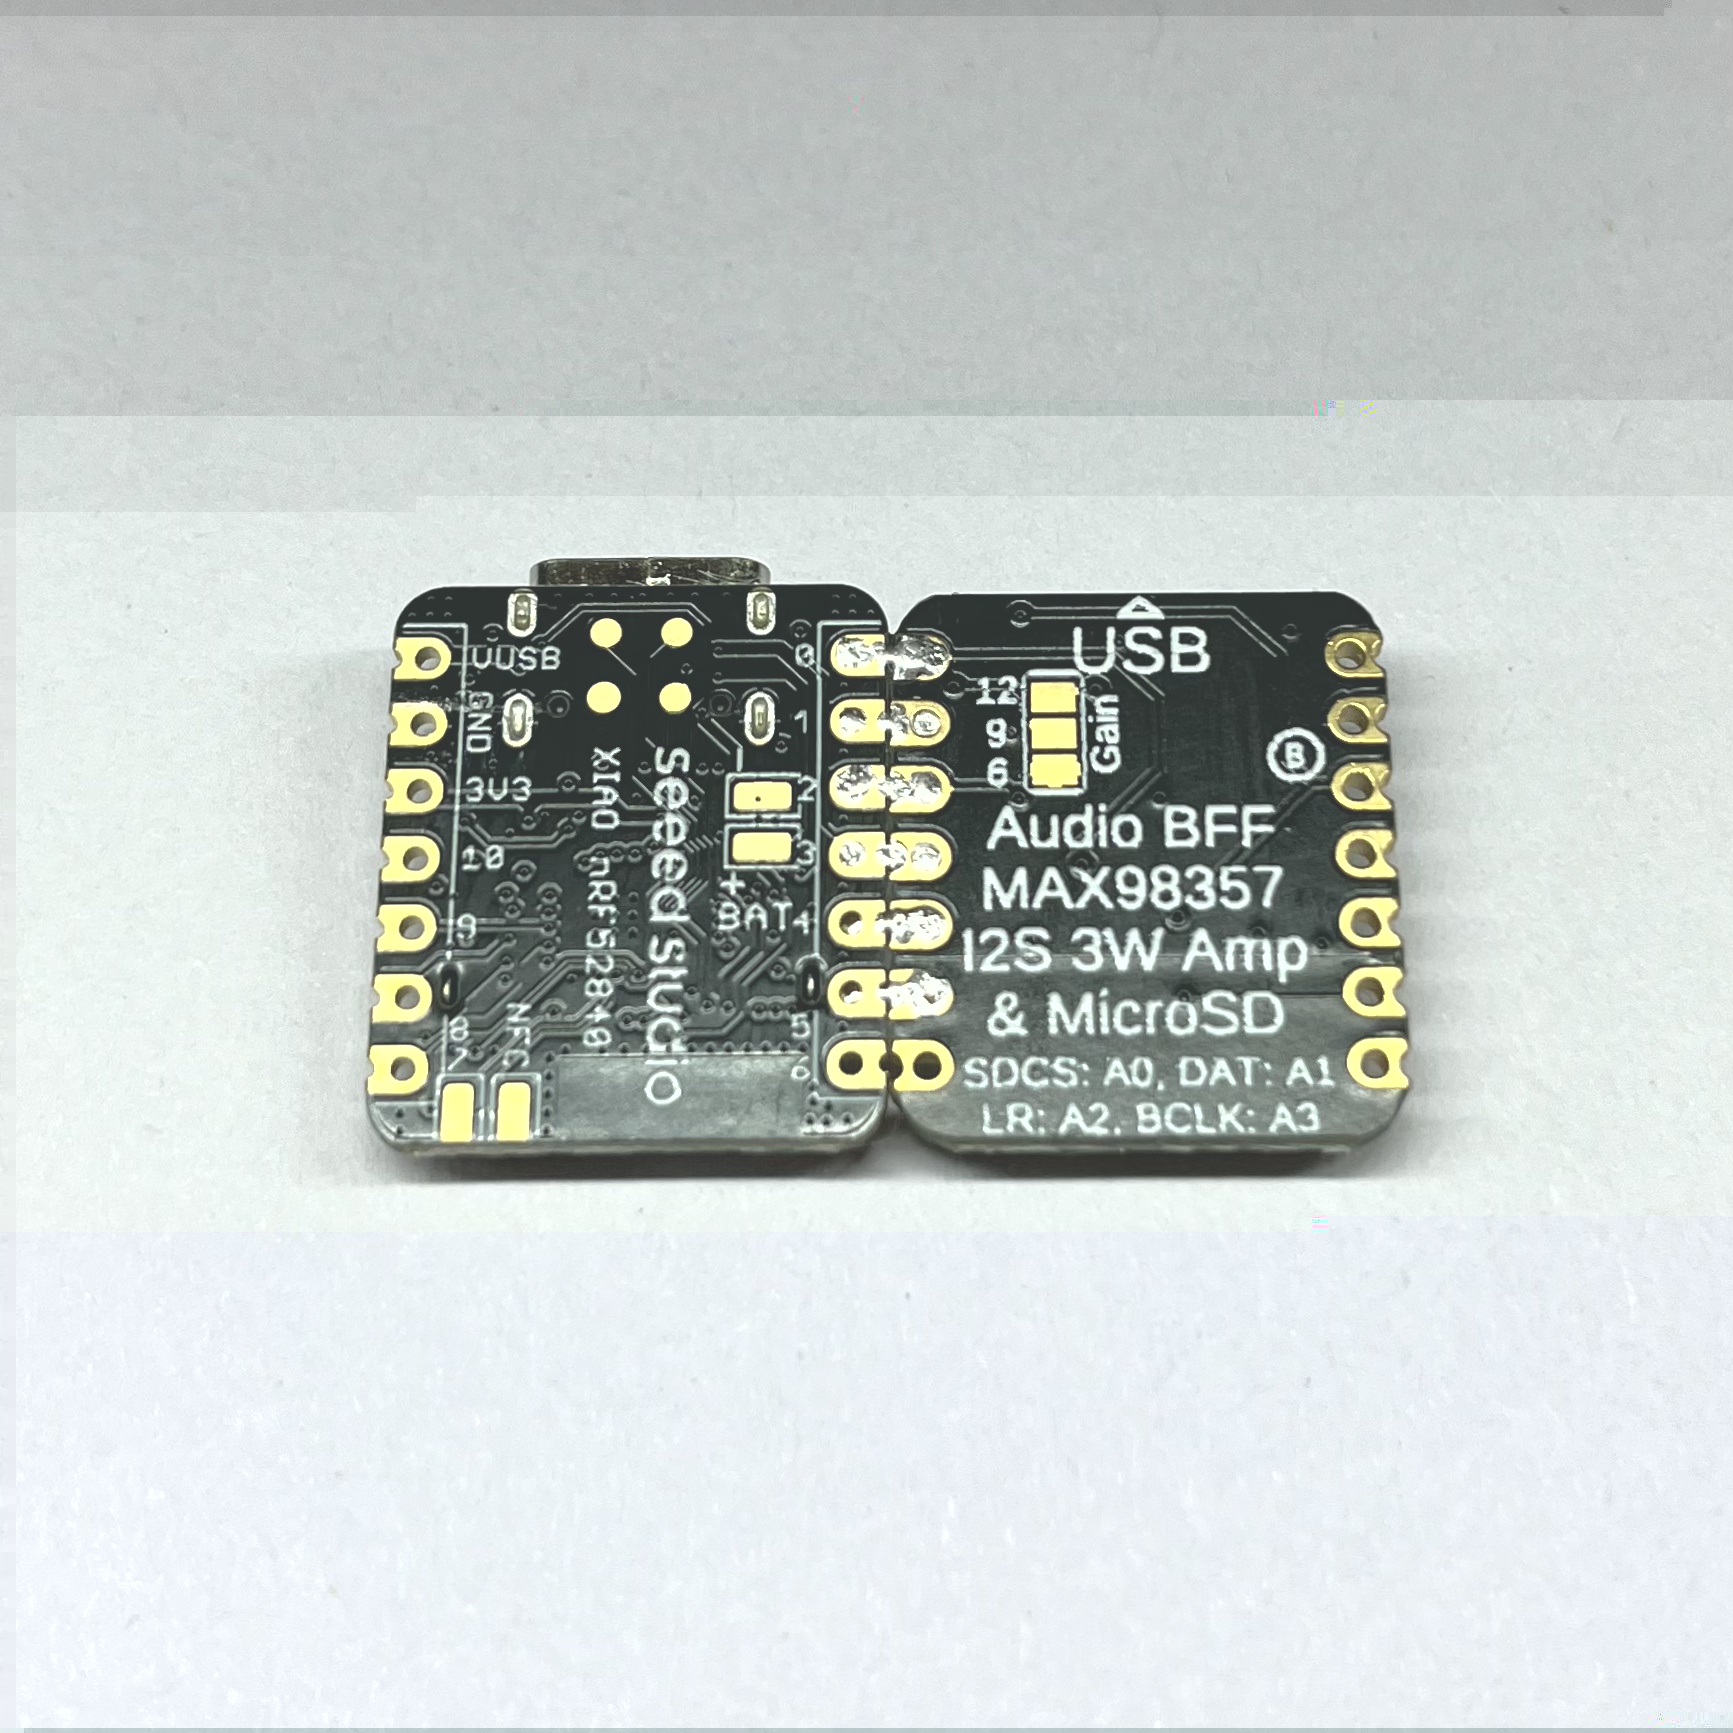 VUSB
GND
3V3
10
9
8
7
NFC
XIAO nRF52840
Seeed Studio
-
+
BAT
0
1
2
3
4
5
6
USB
12
9
6
Gain
B
Audio BFF
MAX98357
I2S 3W Amp
& MicroSD
SDCS: A0, DAT: A1
LR: A2, BCLK: A3